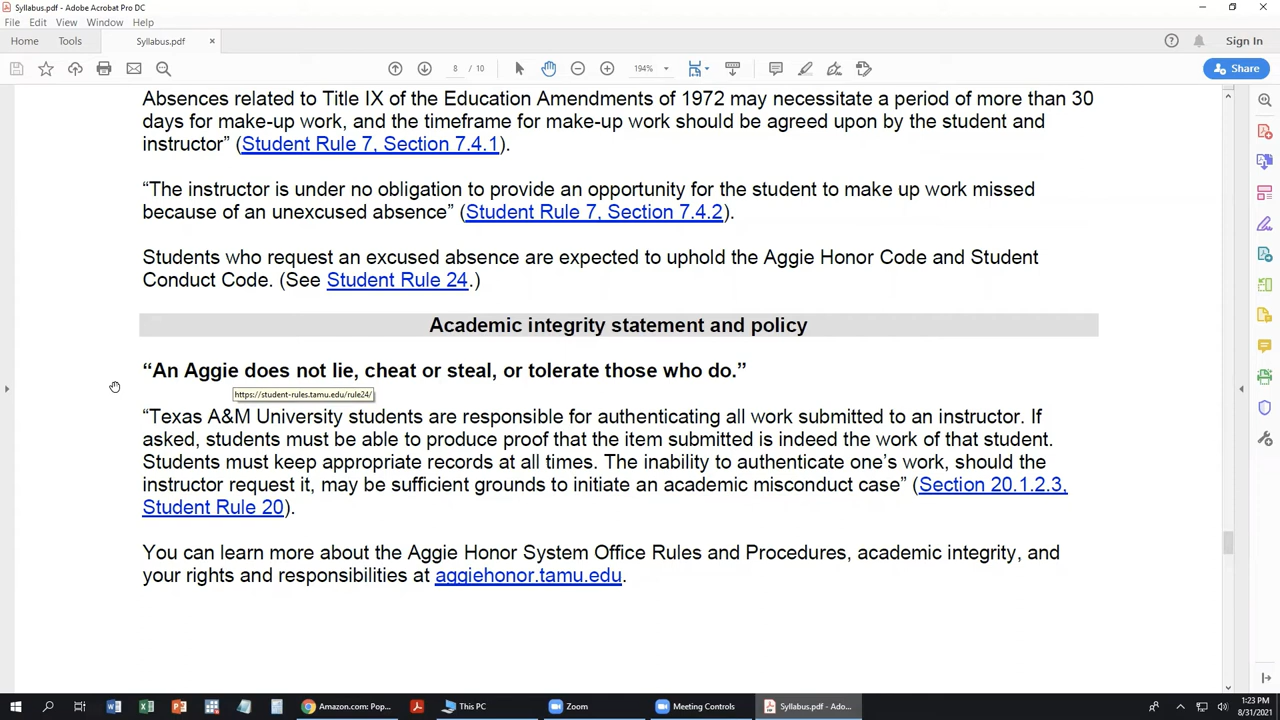 Syllabus.pdf - Adobe Acrobat Pro DC
File Edit View Window Help
Home Tools Syllabus.pdf × Sign In
8 / 10 194% Share
Absences related to Title IX of the Education Amendments of 1972 may necessitate a period of more than 30
days for make-up work, and the timeframe for make-up work should be agreed upon by the student and
instructor” (Student Rule 7, Section 7.4.1).
“The instructor is under no obligation to provide an opportunity for the student to make up work missed
because of an unexcused absence” (Student Rule 7, Section 7.4.2).
Students who request an excused absence are expected to uphold the Aggie Honor Code and Student
Conduct Code. (See Student Rule 24.)
Academic integrity statement and policy
“An Aggie does not lie, cheat or steal, or tolerate those who do.”
https://student-rules.tamu.edu/rule24/
“Texas A&M University students are responsible for authenticating all work submitted to an instructor. If
asked, students must be able to produce proof that the item submitted is indeed the work of that student.
Students must keep appropriate records at all times. The inability to authenticate one’s work, should the
instructor request it, may be sufficient grounds to initiate an academic misconduct case” (Section 20.1.2.3,
Student Rule 20).
You can learn more about the Aggie Honor System Office Rules and Procedures, academic integrity, and
your rights and responsibilities at aggiehonor.tamu.edu.
Amazon.com: Pop... This PC Zoom Meeting Controls Syllabus.pdf - Ado... 1:23 PM
8/31/2021